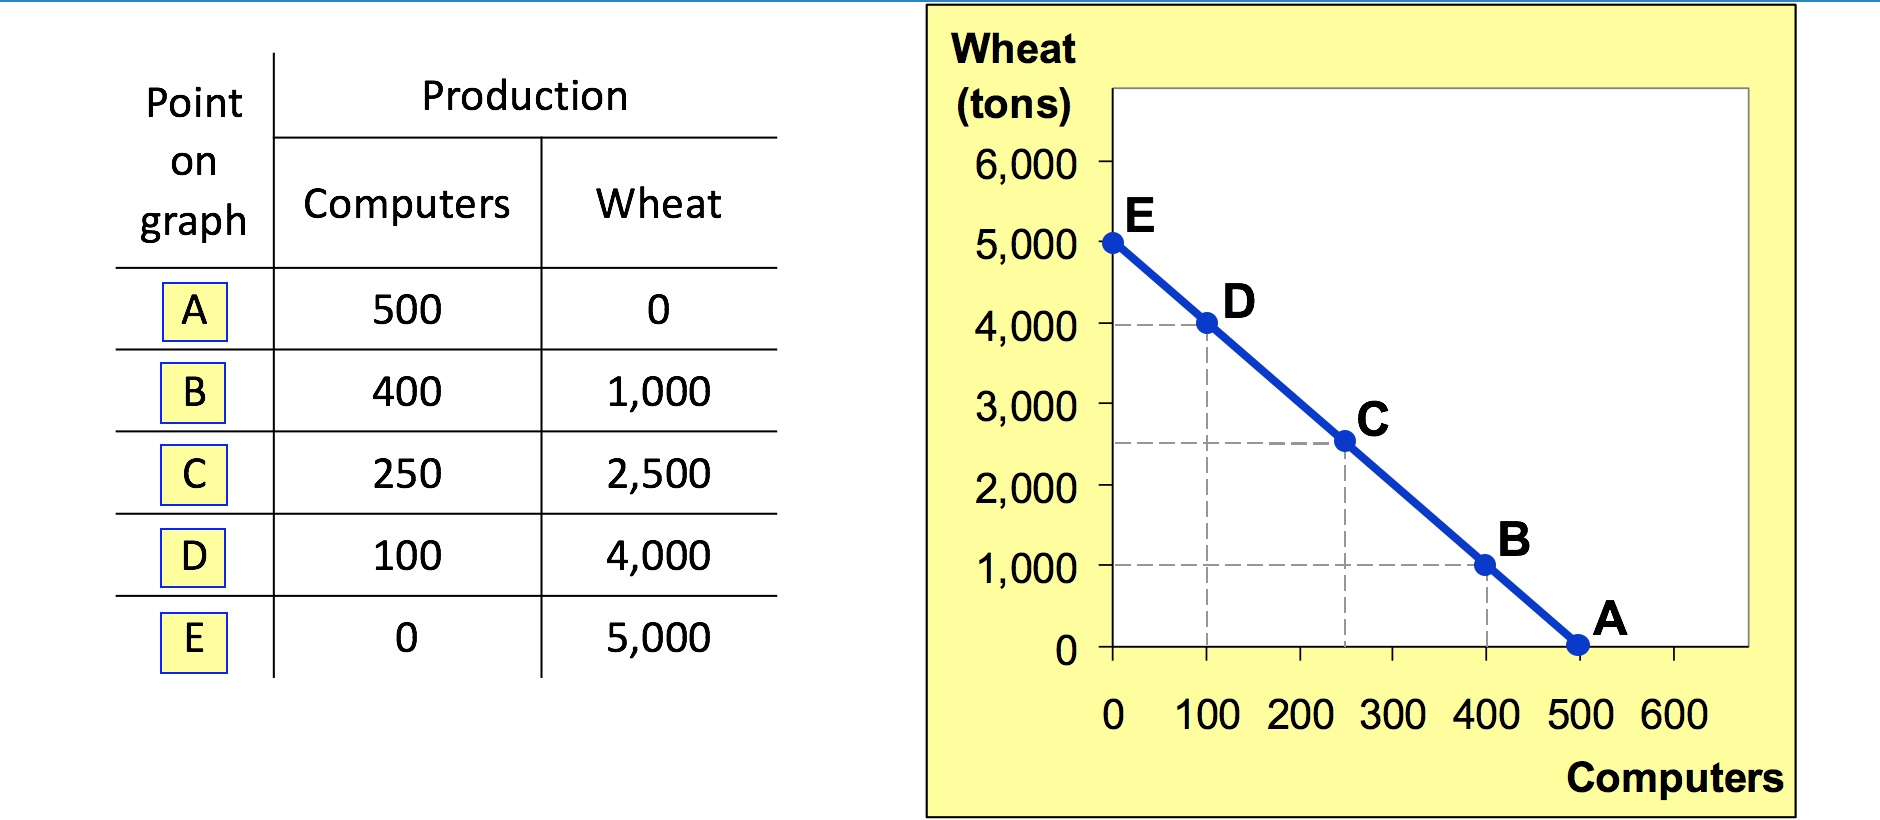 Point
on
graph
Production
Computers Wheat
A 500 0
B 400 1,000
C 250 2,500
D 100 4,000
E 0 5,000
Wheat
(tons)
6,000
5,000
4,000
3,000
2,000
1,000
0
E
D
C
B
A
0 100 200 300 400 500 600
Computers